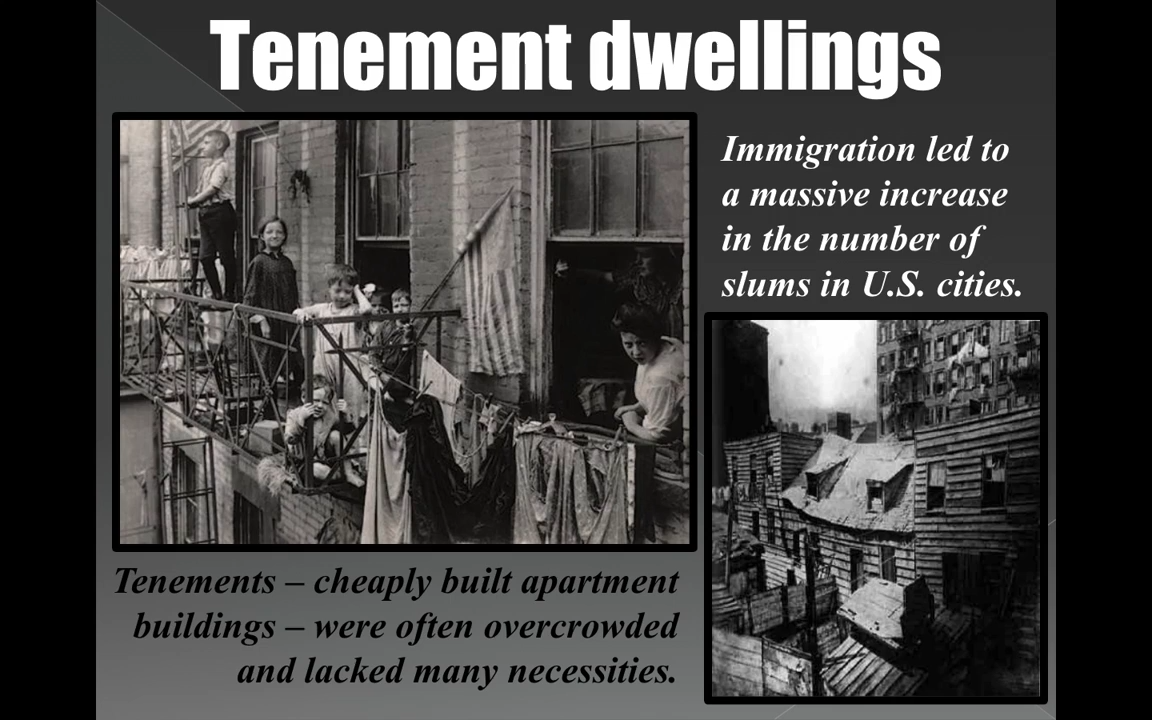 Tenement dwellings
Immigration led to
a massive increase
in the number of
slums in U.S. cities.
Tenements – cheaply built apartment
buildings – were often overcrowded
and lacked many necessities.